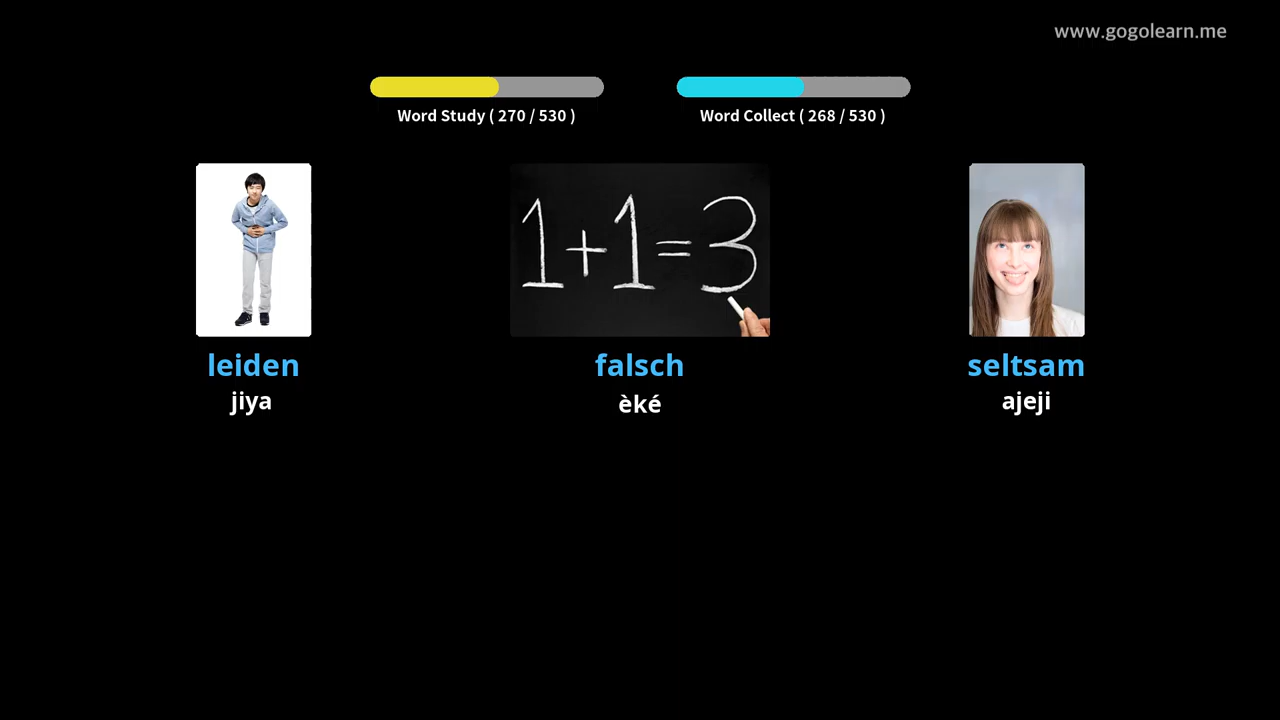 www.gogolearn.me
Word Study ( 270 / 530 )
Word Collect ( 268 / 530 )
1+1=3
leiden
jiya
falsch
èké
seltsam
ajeji